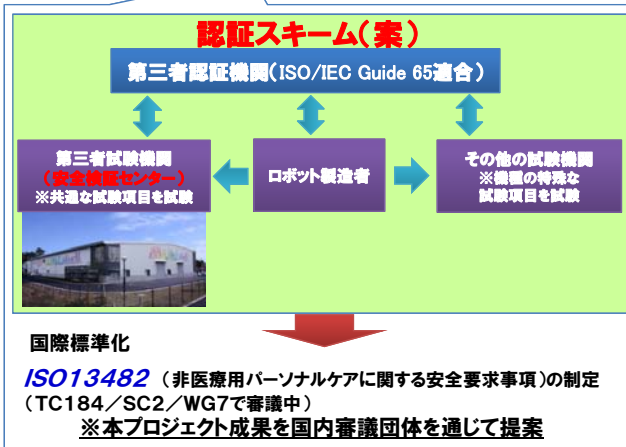 認証スキーム(案)
第三者認証機関(ISO/IEC Guide 65適合)
第三者試験機関
(安全検証センター)
※共通な試験項目を試験
ロボット製造者
その他の試験機関
※機種の特殊な
試験項目を試験
国際標準化
ISO13482 (非医療用パーソナルケアに関する安全要求事項)の制定
(TC184/SC2/WG7で審議中)
※本プロジェクト成果を国内審議団体を通じて提案